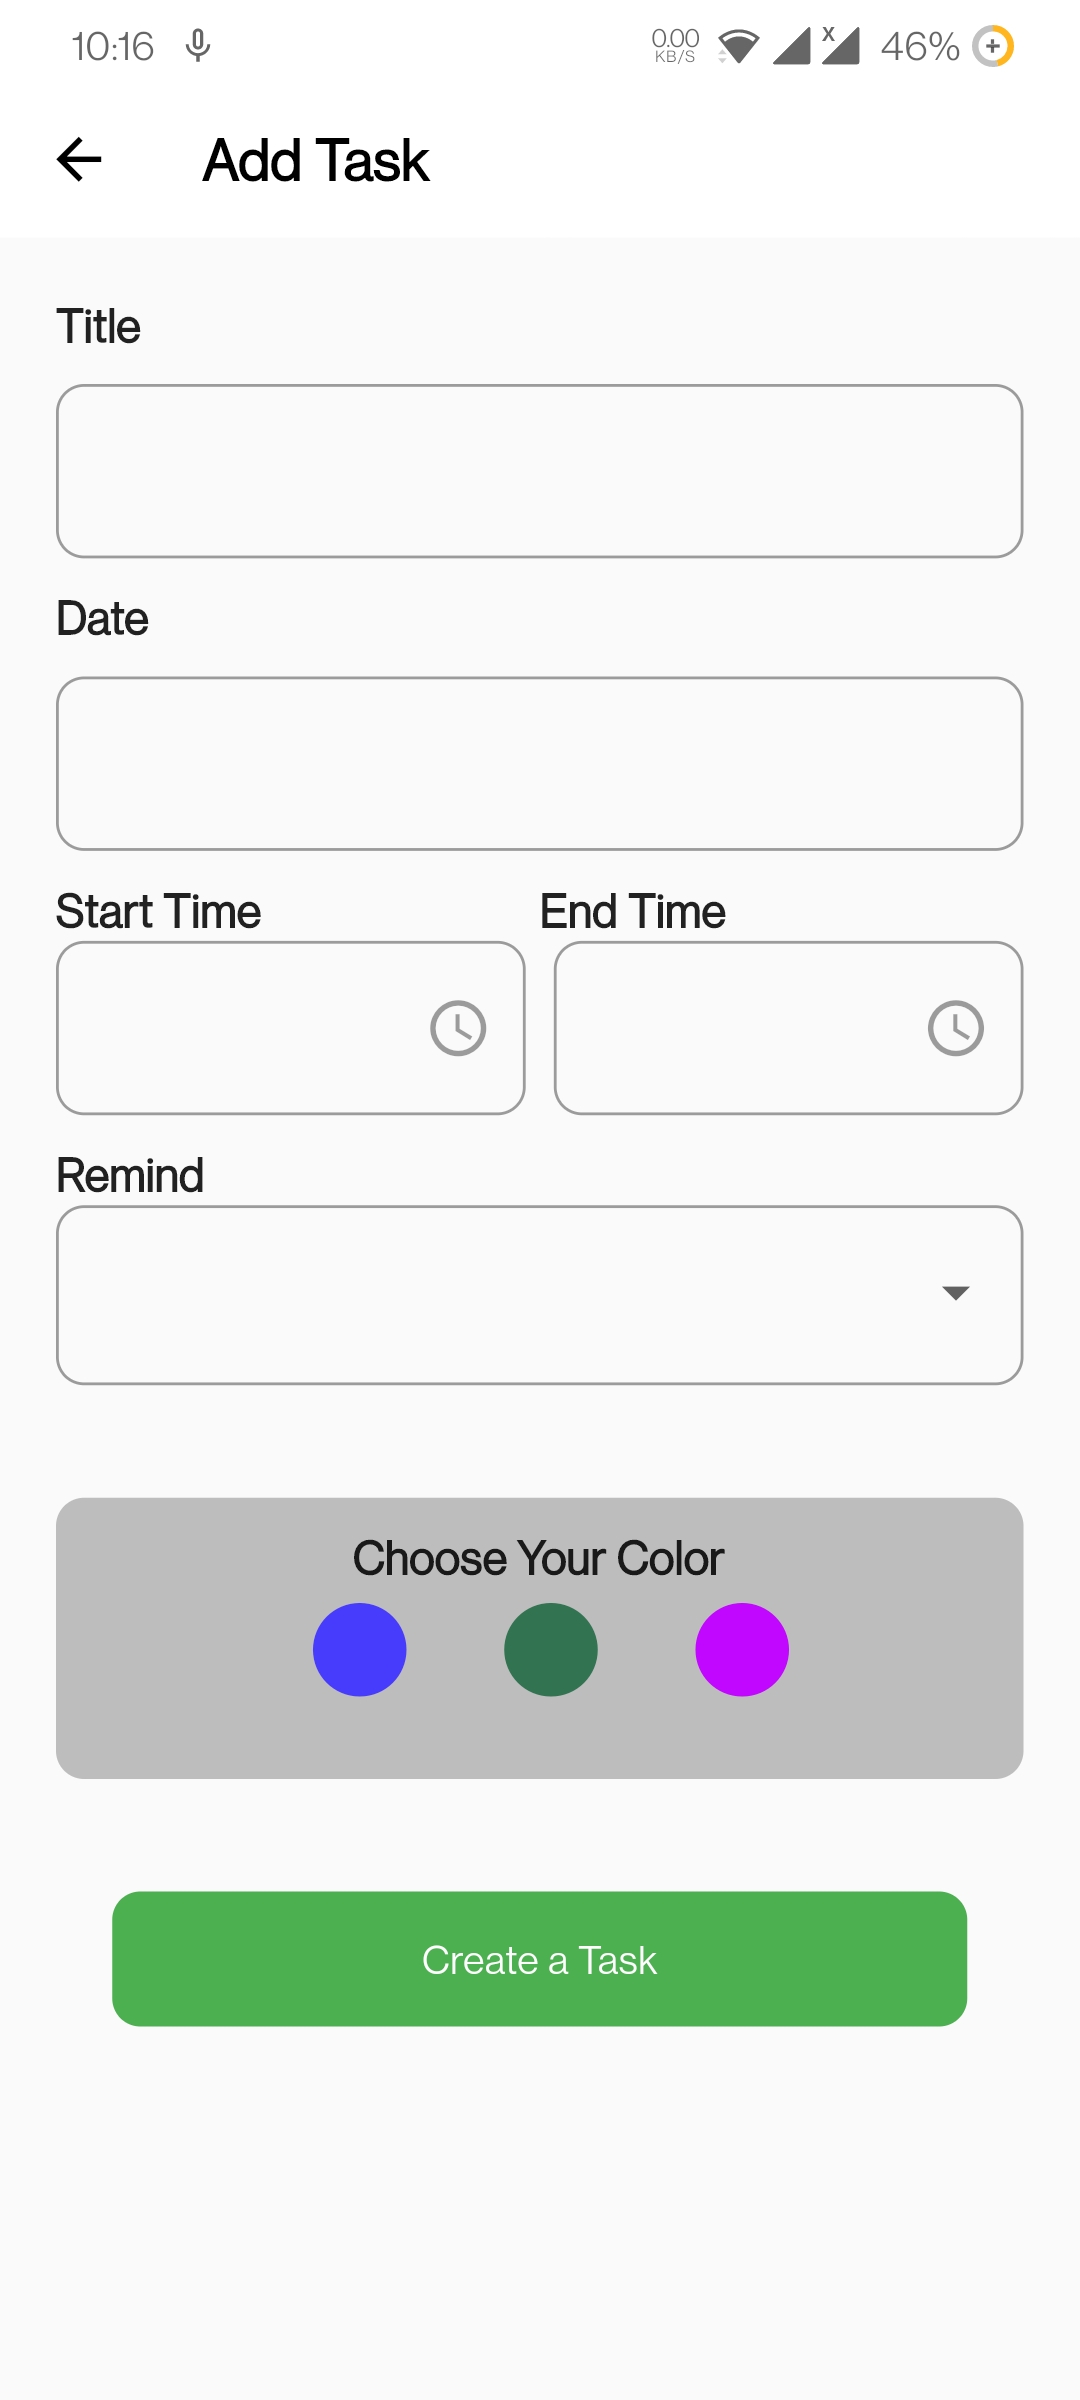 10:16 0.00 KB/S X 46%
Add Task
Title
Date
Start Time End Time
Remind
Choose Your Color
Create a Task